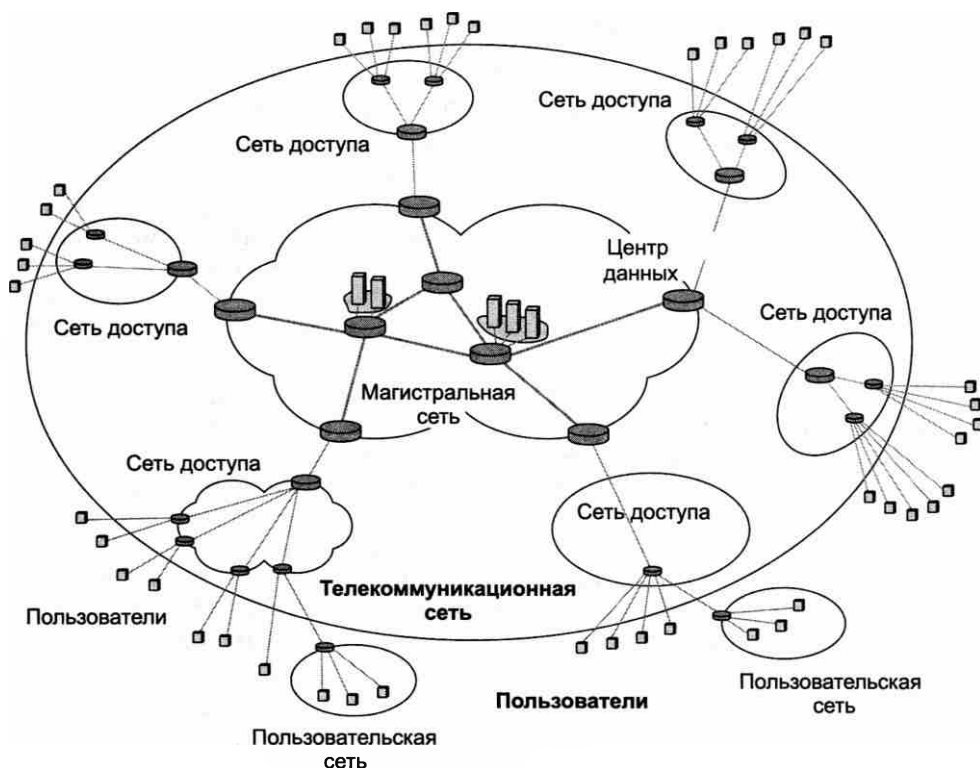 Сеть доступа
Сеть доступа
Центр
данных
Сеть доступа
Сеть доступа
Магистральная
сеть
Сеть доступа
Сеть доступа
Телекоммуникационная
сеть
Пользователи
Пользователи
Пользовательская
сеть
Пользовательская
сеть